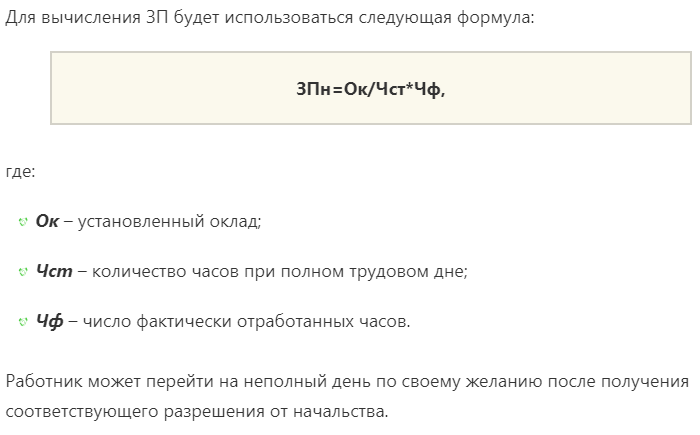 Для вычисления ЗП будет использоваться следующая формула:
ЗПн=Ок/Чст*Чф,
где:
Ок – установленный оклад;
Чст – количество часов при полном трудовом дне;
Чф – число фактически отработанных часов.
Работник может перейти на неполный день по своему желанию после получения
соответствующего разрешения от начальства.